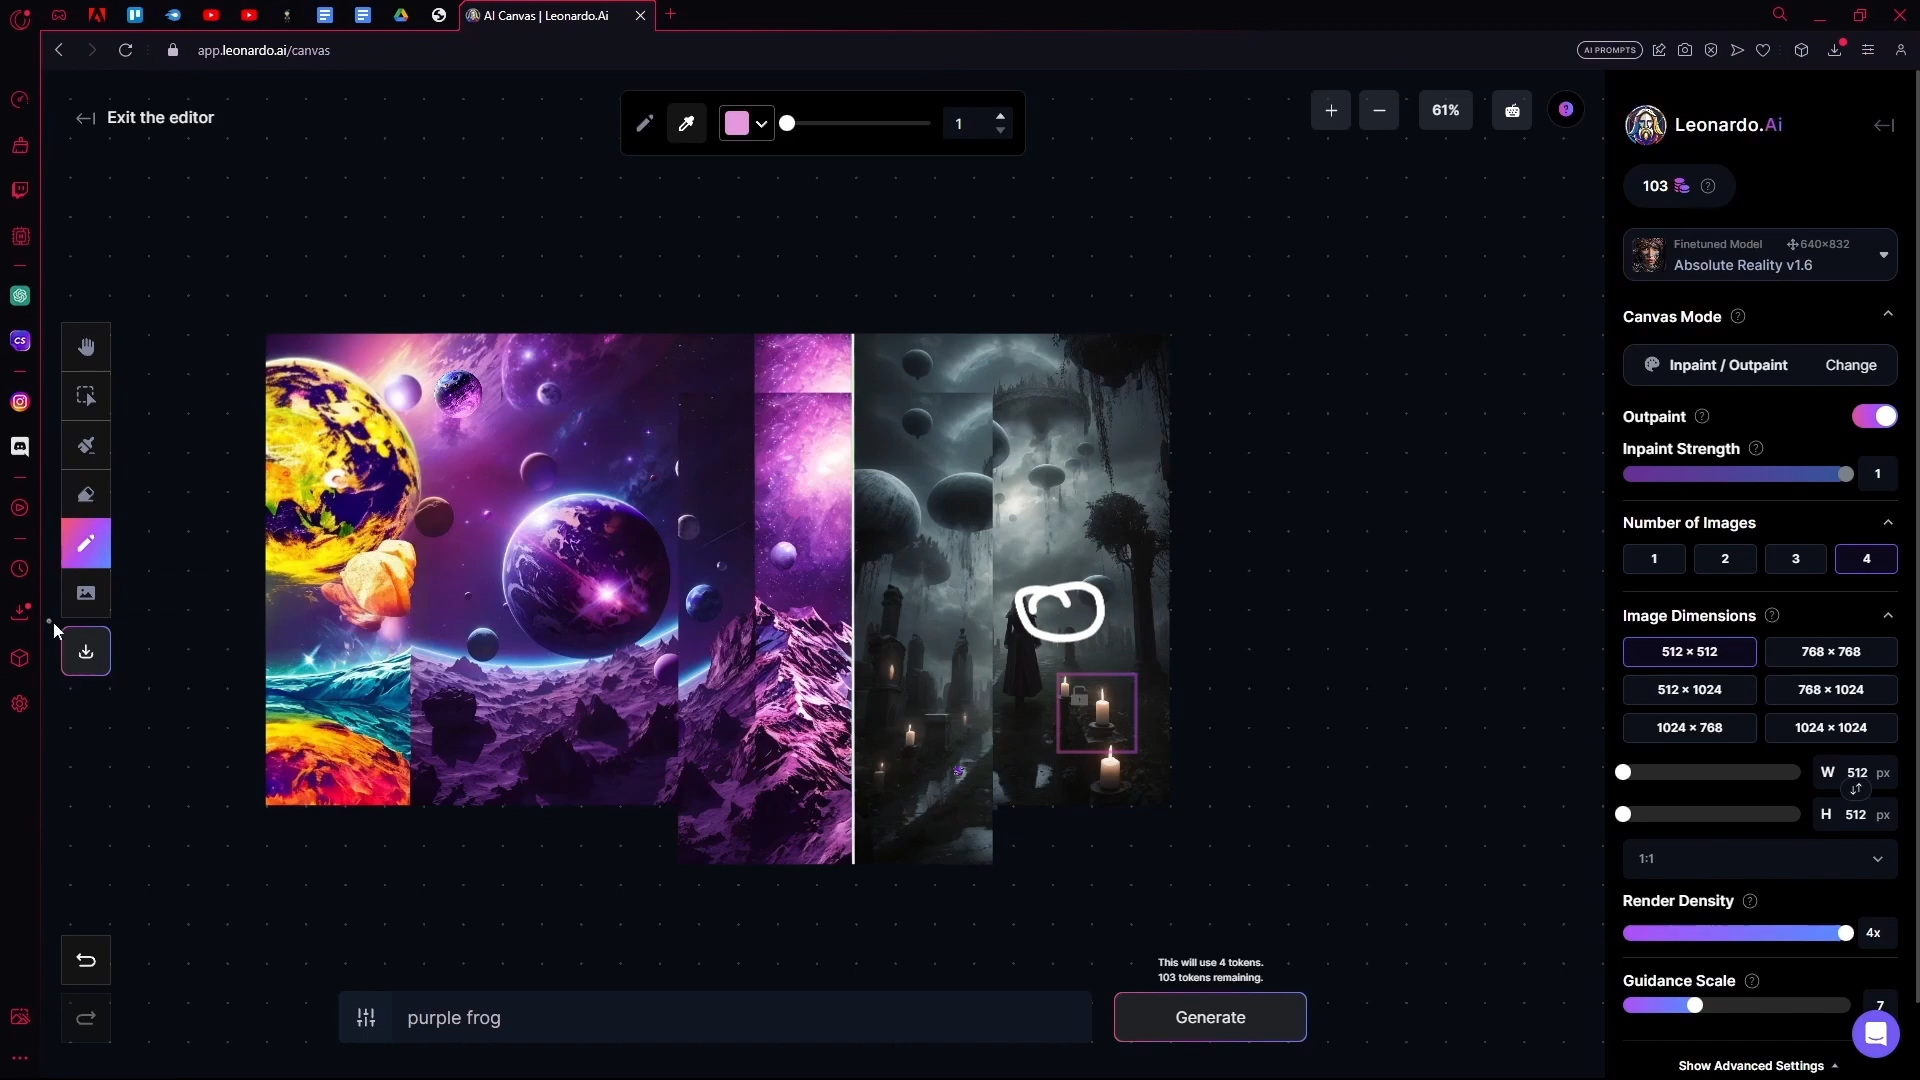 AI Canvas | Leonardo.Ai
app.leonardo.ai/canvas
AI PROMPTS
Exit the editor
1
61%
Leonardo.Ai
103
Finetuned Model 640×832
Absolute Reality v1.6
Canvas Mode
Inpaint / Outpaint Change
Outpaint
Inpaint Strength
1
Number of Images
1 2 3 4
Image Dimensions
512 × 512 768 × 768
512 × 1024 768 × 1024
1024 × 768 1024 × 1024
W 512 px
H 512 px
1:1
Render Density
4x
Guidance Scale
7
Show Advanced Settings
This will use 4 tokens.
103 tokens remaining.
purple frog
Generate
CS